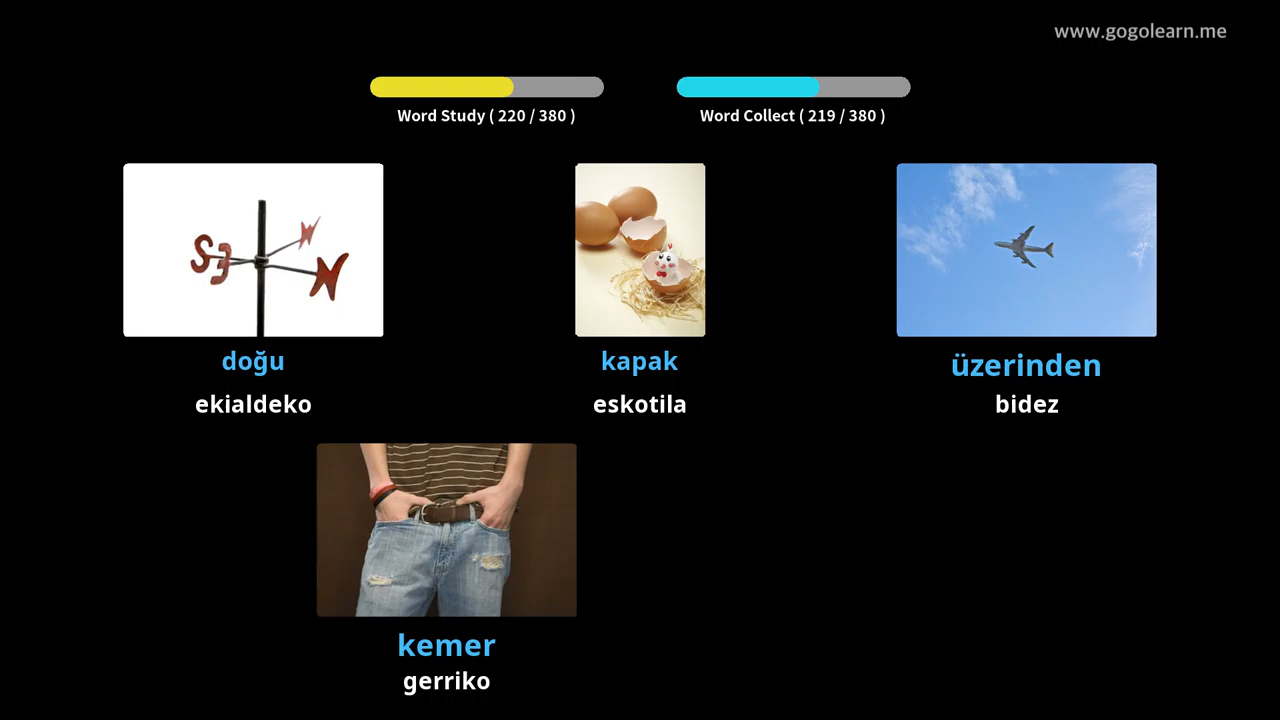 www.gogolearn.me
Word Study ( 220 / 380 )
Word Collect ( 219 / 380 )
S
E
N
W
doğu
ekialdeko
kapak
eskotila
üzerinden
bidez
kemer
gerriko